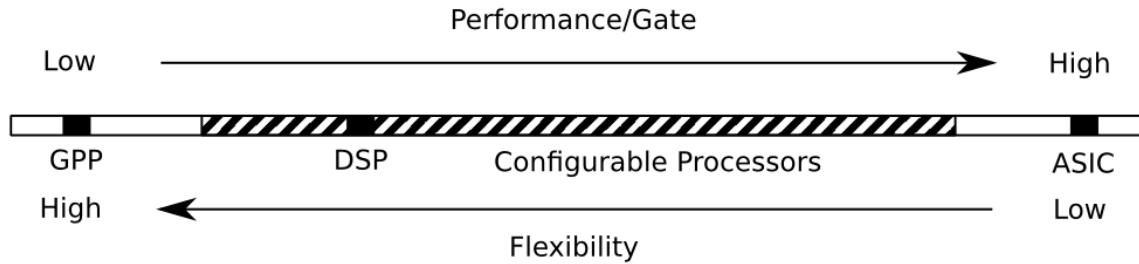 Performance/Gate
Low High
GPP DSP Configurable Processors ASIC
High Low
Flexibility